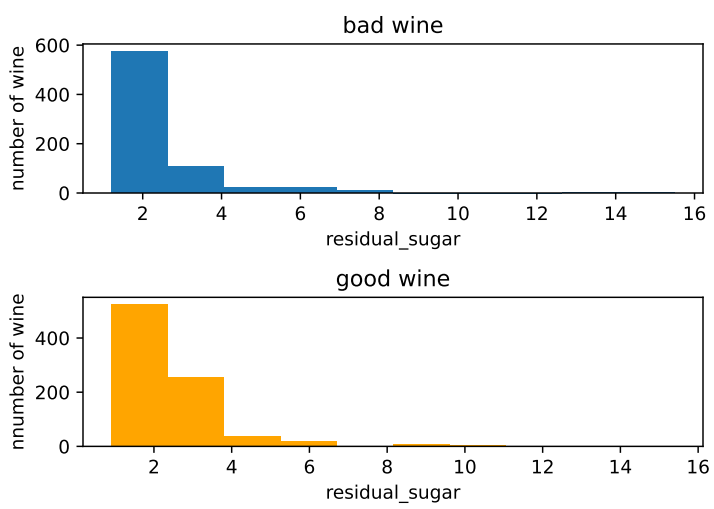 bad wine
number of wine
600
400
200
0
2 4 6 8 10 12 14 16
residual_sugar
good wine
nnumber of wine
400
200
0
2 4 6 8 10 12 14 16
residual_sugar